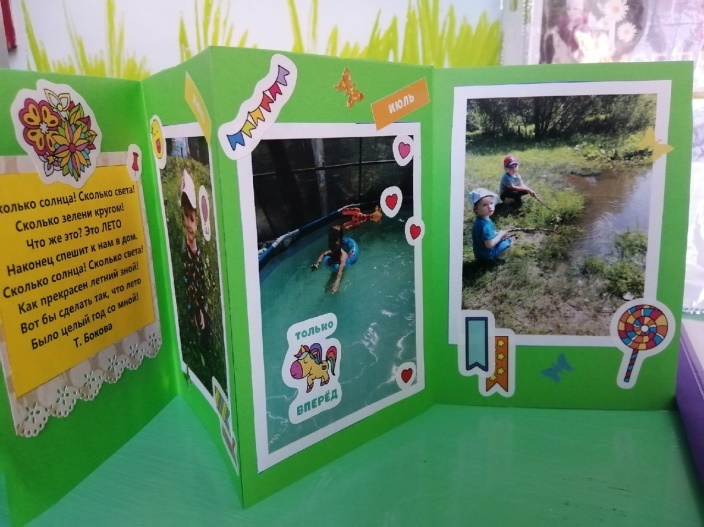 Сколько солнца! Сколько света!
Сколько зелени кругом!
Что же это? Это ЛЕТО
Наконец спешит к нам в дом.
Сколько солнца! Сколько света!
Как прекрасен летний зной!
Вот бы сделать так, что лето
Было целый год со мной!
Т. Бокова
ИЮЛЬ
ТОЛЬКО
ВПЕРЁД